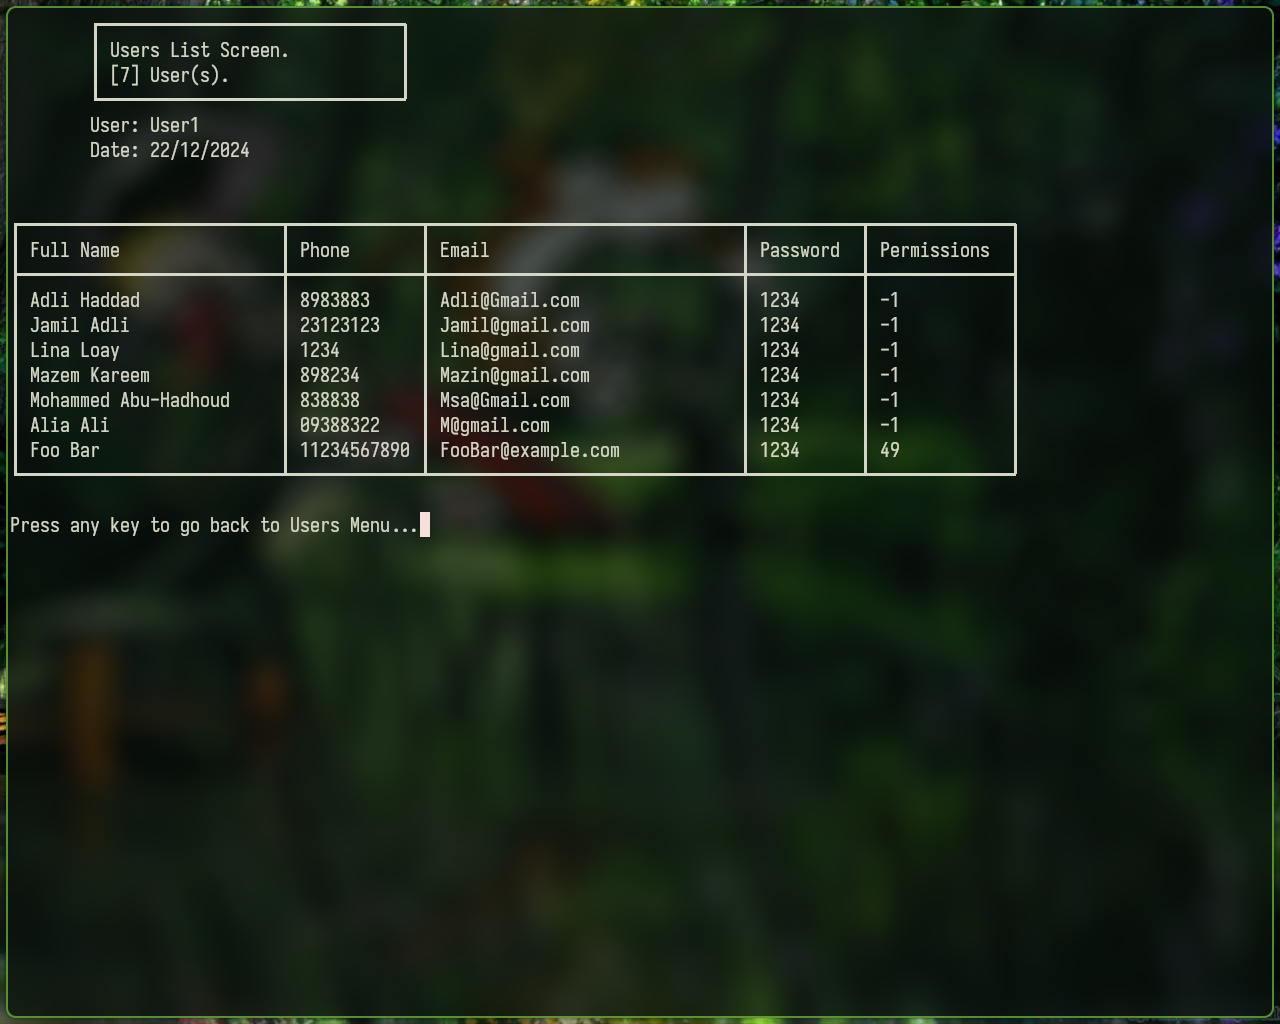 Users List Screen.
[7] User(s).
User: User1
Date: 22/12/2024
Full Name Phone Email Password Permissions
Adli Haddad 8983883 Adli@Gmail.com 1234 -1
Jamil Adli 23123123 Jamil@gmail.com 1234 -1
Lina Loay 1234 Lina@gmail.com 1234 -1
Mazem Kareem 898234 Mazin@gmail.com 1234 -1
Mohammed Abu-Hadhoud 838838 Msa@Gmail.com 1234 -1
Alia Ali 09388322 M@gmail.com 1234 -1
Foo Bar 11234567890 FooBar@example.com 1234 49
Press any key to go back to Users Menu...